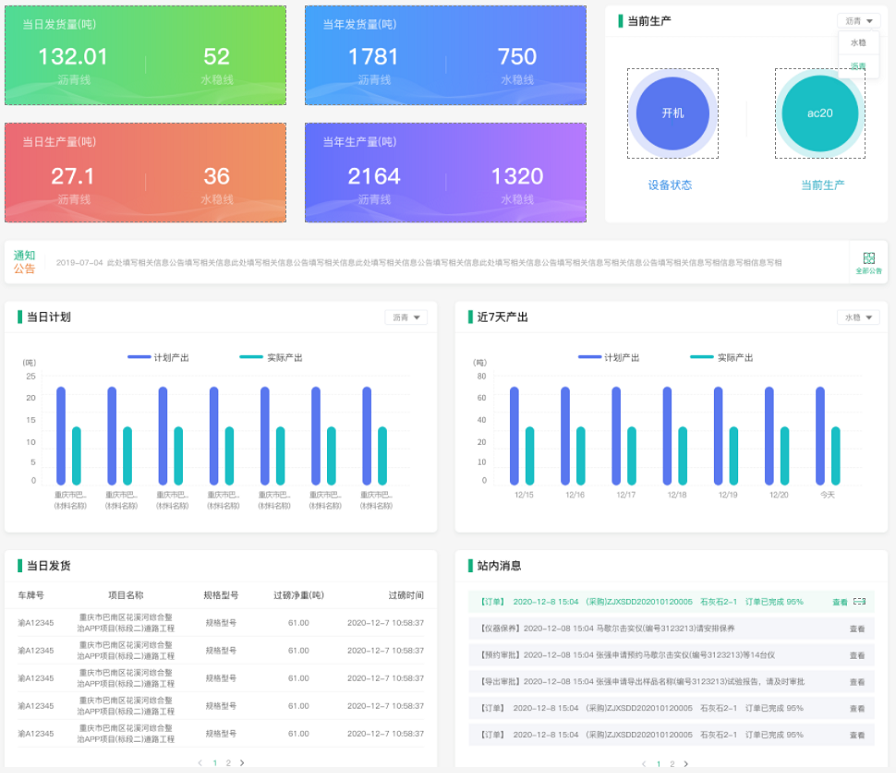 当日发货量(吨)
132.01
52
沥青线
水稳线
当年发货量(吨)
1781
750
沥青线
水稳线
当前生产
沥青
水稳
沥青
开机
ac20
设备状态
当前生产
当日生产量(吨)
27.1
36
沥青线
水稳线
当年生产量(吨)
2164
1320
沥青线
水稳线
通知
公告
2019-07-04 此处填写相关信息公告填写相关信息此处填写相关信息公告填写相关信息此处填写相关信息公告填写相关信息此处填写相关信息公告填写相关信息填写相关信息公告填写相关信息写相信息信息写相
全部公告
当日计划
沥青
计划产出
实际产出
(吨)
25
20
15
10
5
0
重庆市巴... 重庆市巴... 重庆市巴... 重庆市巴... 重庆市巴... 重庆市巴... 重庆市巴...
(材料名称) (材料名称) (材料名称) (材料名称) (材料名称) (材料名称) (材料名称)
近7天产出
水稳
计划产出
实际产出
(吨)
80
60
40
20
10
0
12/15 12/16 12/17 12/18 12/19 12/20 今天
当日发货
车牌号 项目名称 规格型号 过磅净重(吨) 过磅时间
渝A12345 重庆市巴南区花溪河综合整 规格型号 61.00 2020-12-7 10:58:37
治APP项目(标段二)道路工程
渝A12345 重庆市巴南区花溪河综合整 规格型号 61.00 2020-12-7 10:58:37
治APP项目(标段二)道路工程
渝A12345 重庆市巴南区花溪河综合整 规格型号 61.00 2020-12-7 10:58:37
治APP项目(标段二)道路工程
渝A12345 重庆市巴南区花溪河综合整 规格型号 61.00 2020-12-7 10:58:37
治APP项目(标段二)道路工程
渝A12345 重庆市巴南区花溪河综合整 规格型号 61.00 2020-12-7 10:58:37
治APP项目(标段二)道路工程
< 1 2 >
站内消息
【订单】 2020-12-8 15:04 (采购)ZJXSDD202010120005 石灰石2-1 订单已完成 95% 查看
【仪器保养】2020-12-08 15:04 马歇尔击实仪(编号3123213)请安排保养 查看
【预约审批】2020-12-08 15:04 张强申请预约马歇尔击实仪(编号3123213)等14台仪 查看
【导出审批】2020-12-08 15:04 张强申请导出样品名称(编号3123213)试验报告，请及时审批 查看
【订单】 2020-12-8 15:04 (采购)ZJXSDD202010120005 石灰石2-1 订单已完成 95% 查看
【订单】 2020-12-8 15:04 (采购)ZJXSDD202010120005 石灰石2-1 订单已完成 95% 查看
< 1 2 >